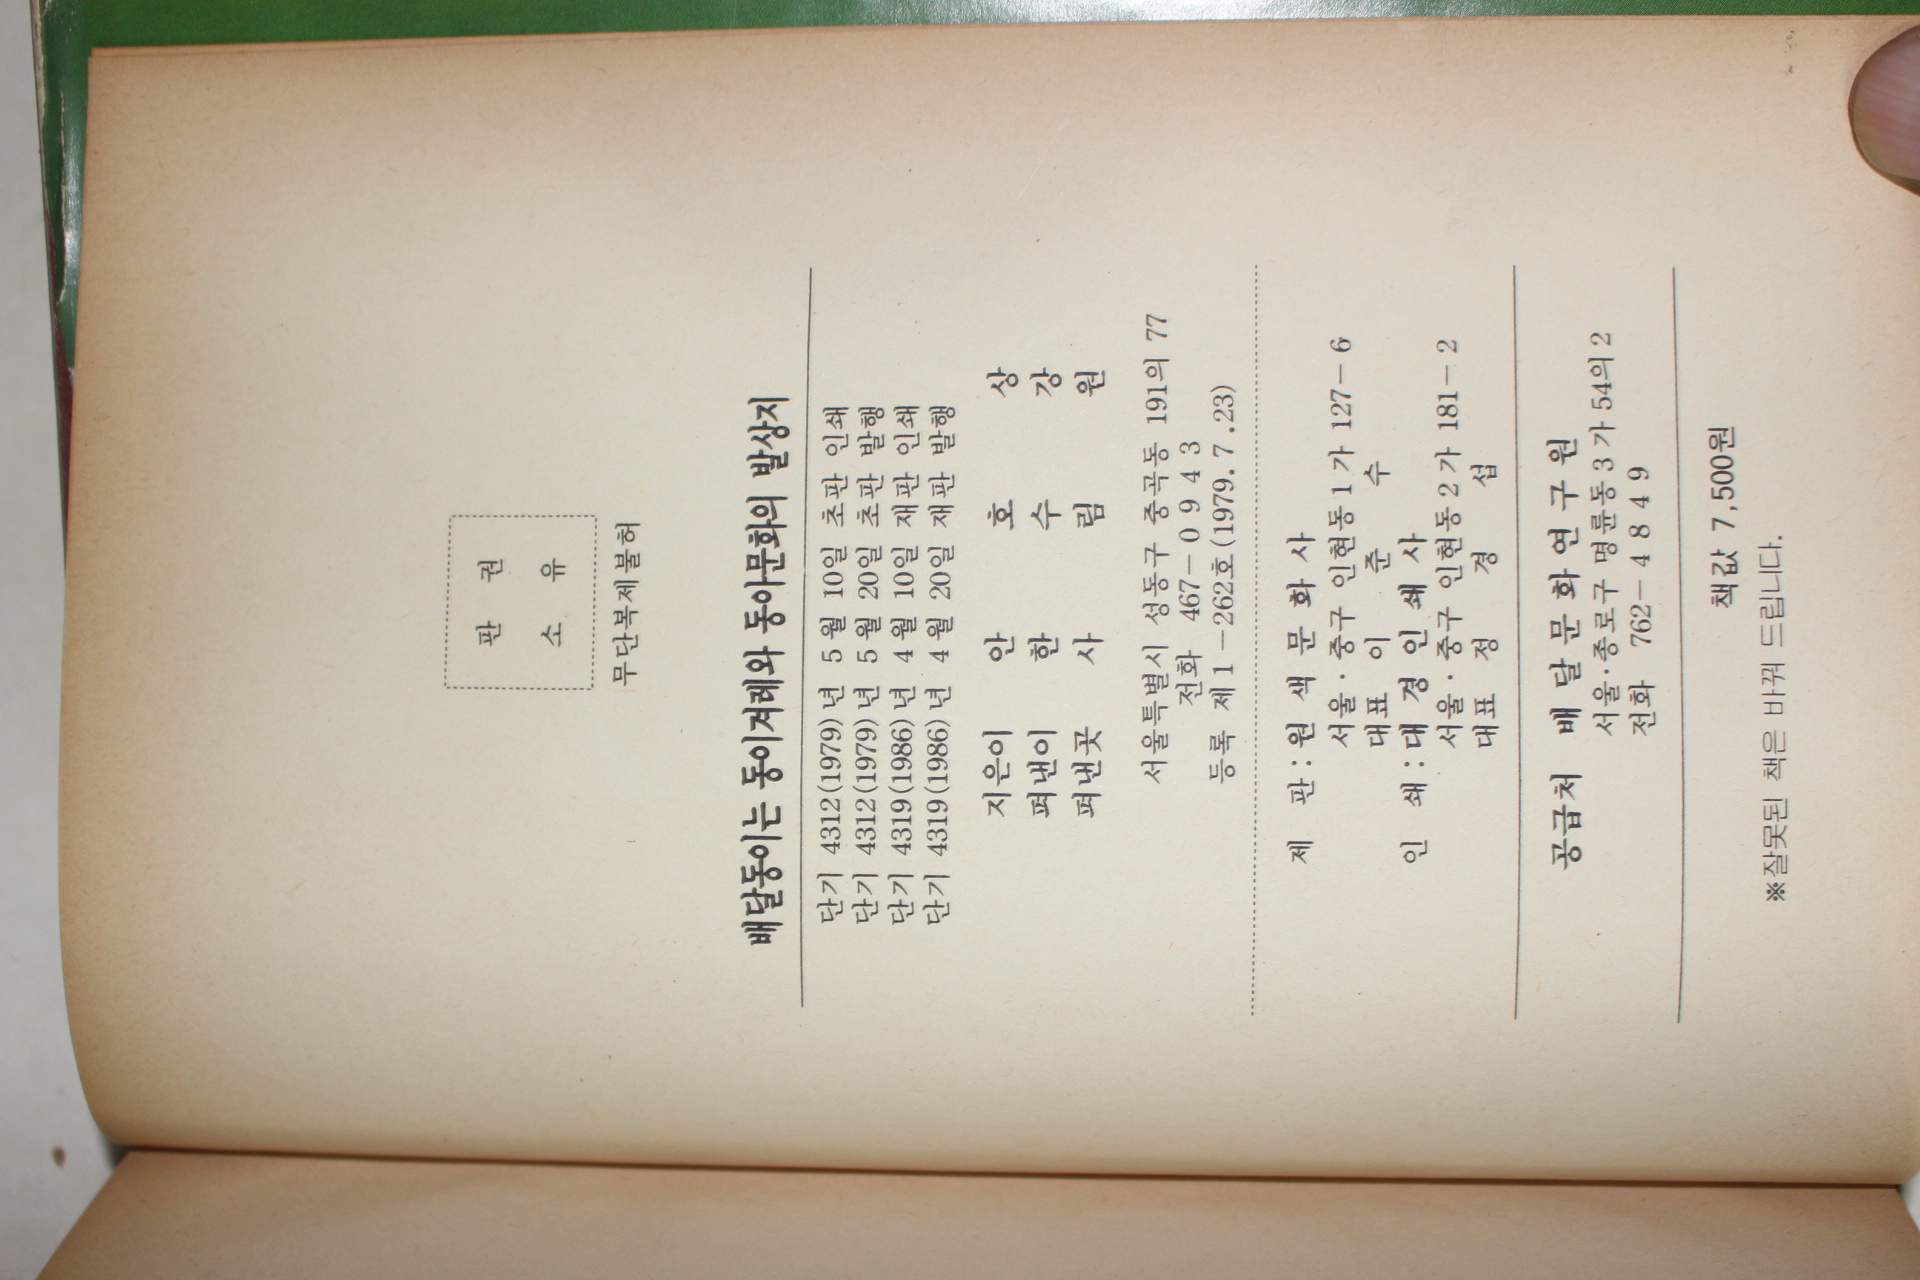 판 권
소 유
무단복제불허
배달동이는 동이겨레와 동아문화의 발상지
단기 4312(1979)년 5월 10일 초판 인쇄
단기 4312(1979)년 5월 20일 초판 발행
단기 4319(1986)년 4월 10일 재판 인쇄
단기 4319(1986)년 4월 20일 재판 발행
지은이 안 호 상
펴낸이 한 수 강
펴낸곳 사 림 원
서울특별시 성동구 중곡동 191의 77
전화 467-0943
등록 제1-262호(1979.7.23)
제 판:원 색 문 화 사
서울·중구 인현동1가 127-6
대표 이 준 수
인 쇄:대 경 인 쇄 사
서울·중구 인현동2가 181-2
대표 정 경 섭
공급처 배 달 문 화 연 구 원
서울·종로구 명륜동3가 54의2
전화 762-4849
책값 7,500원
※잘못된 책은 바꿔 드립니다.